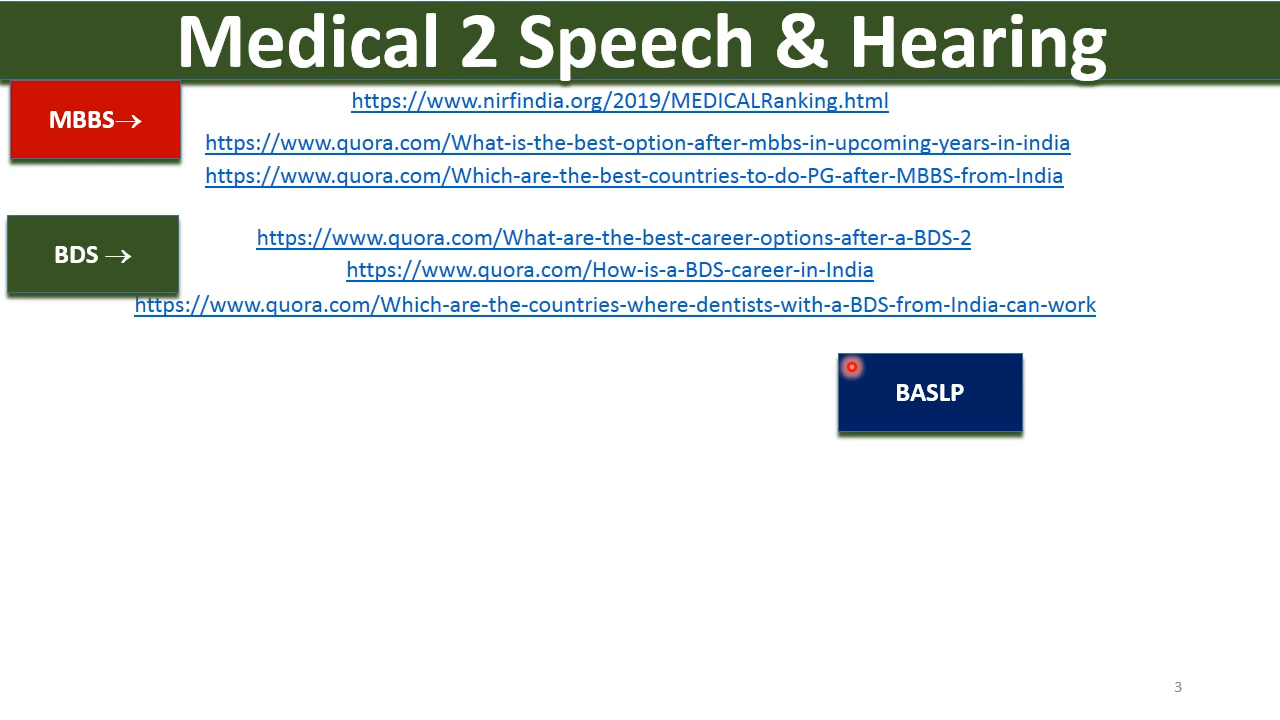 Medical 2 Speech & Hearing
MBBS→
https://www.nirfindia.org/2019/MEDICALRanking.html
https://www.quora.com/What-is-the-best-option-after-mbbs-in-upcoming-years-in-india
https://www.quora.com/Which-are-the-best-countries-to-do-PG-after-MBBS-from-India
BDS →
https://www.quora.com/What-are-the-best-career-options-after-a-BDS-2
https://www.quora.com/How-is-a-BDS-career-in-India
https://www.quora.com/Which-are-the-countries-where-dentists-with-a-BDS-from-India-can-work
BASLP
3